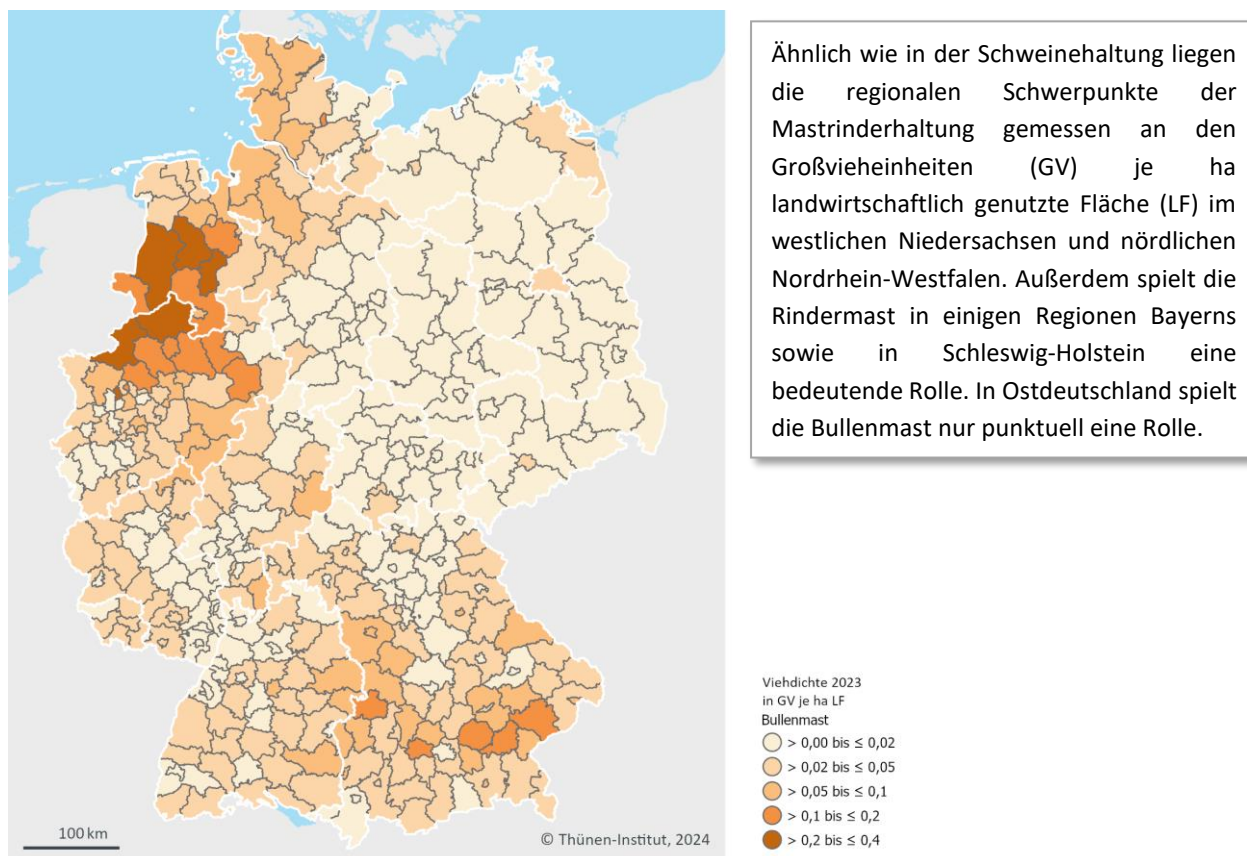 Ähnlich wie in der Schweinehaltung liegen
die regionalen Schwerpunkte der
Mastrinderhaltung gemessen an den
Großvieheinheiten (GV) je ha
landwirtschaftlich genutzte Fläche (LF) im
westlichen Niedersachsen und nördlichen
Nordrhein-Westfalen. Außerdem spielt die
Rindermast in einigen Regionen Bayerns
sowie in Schleswig-Holstein eine
bedeutende Rolle. In Ostdeutschland spielt
die Bullenmast nur punktuell eine Rolle.
Viehdichte 2023
in GV je ha LF
Bullenmast
> 0,00 bis ≤ 0,02
> 0,02 bis ≤ 0,05
> 0,05 bis ≤ 0,1
> 0,1 bis ≤ 0,2
> 0,2 bis ≤ 0,4
100 km
© Thünen-Institut, 2024